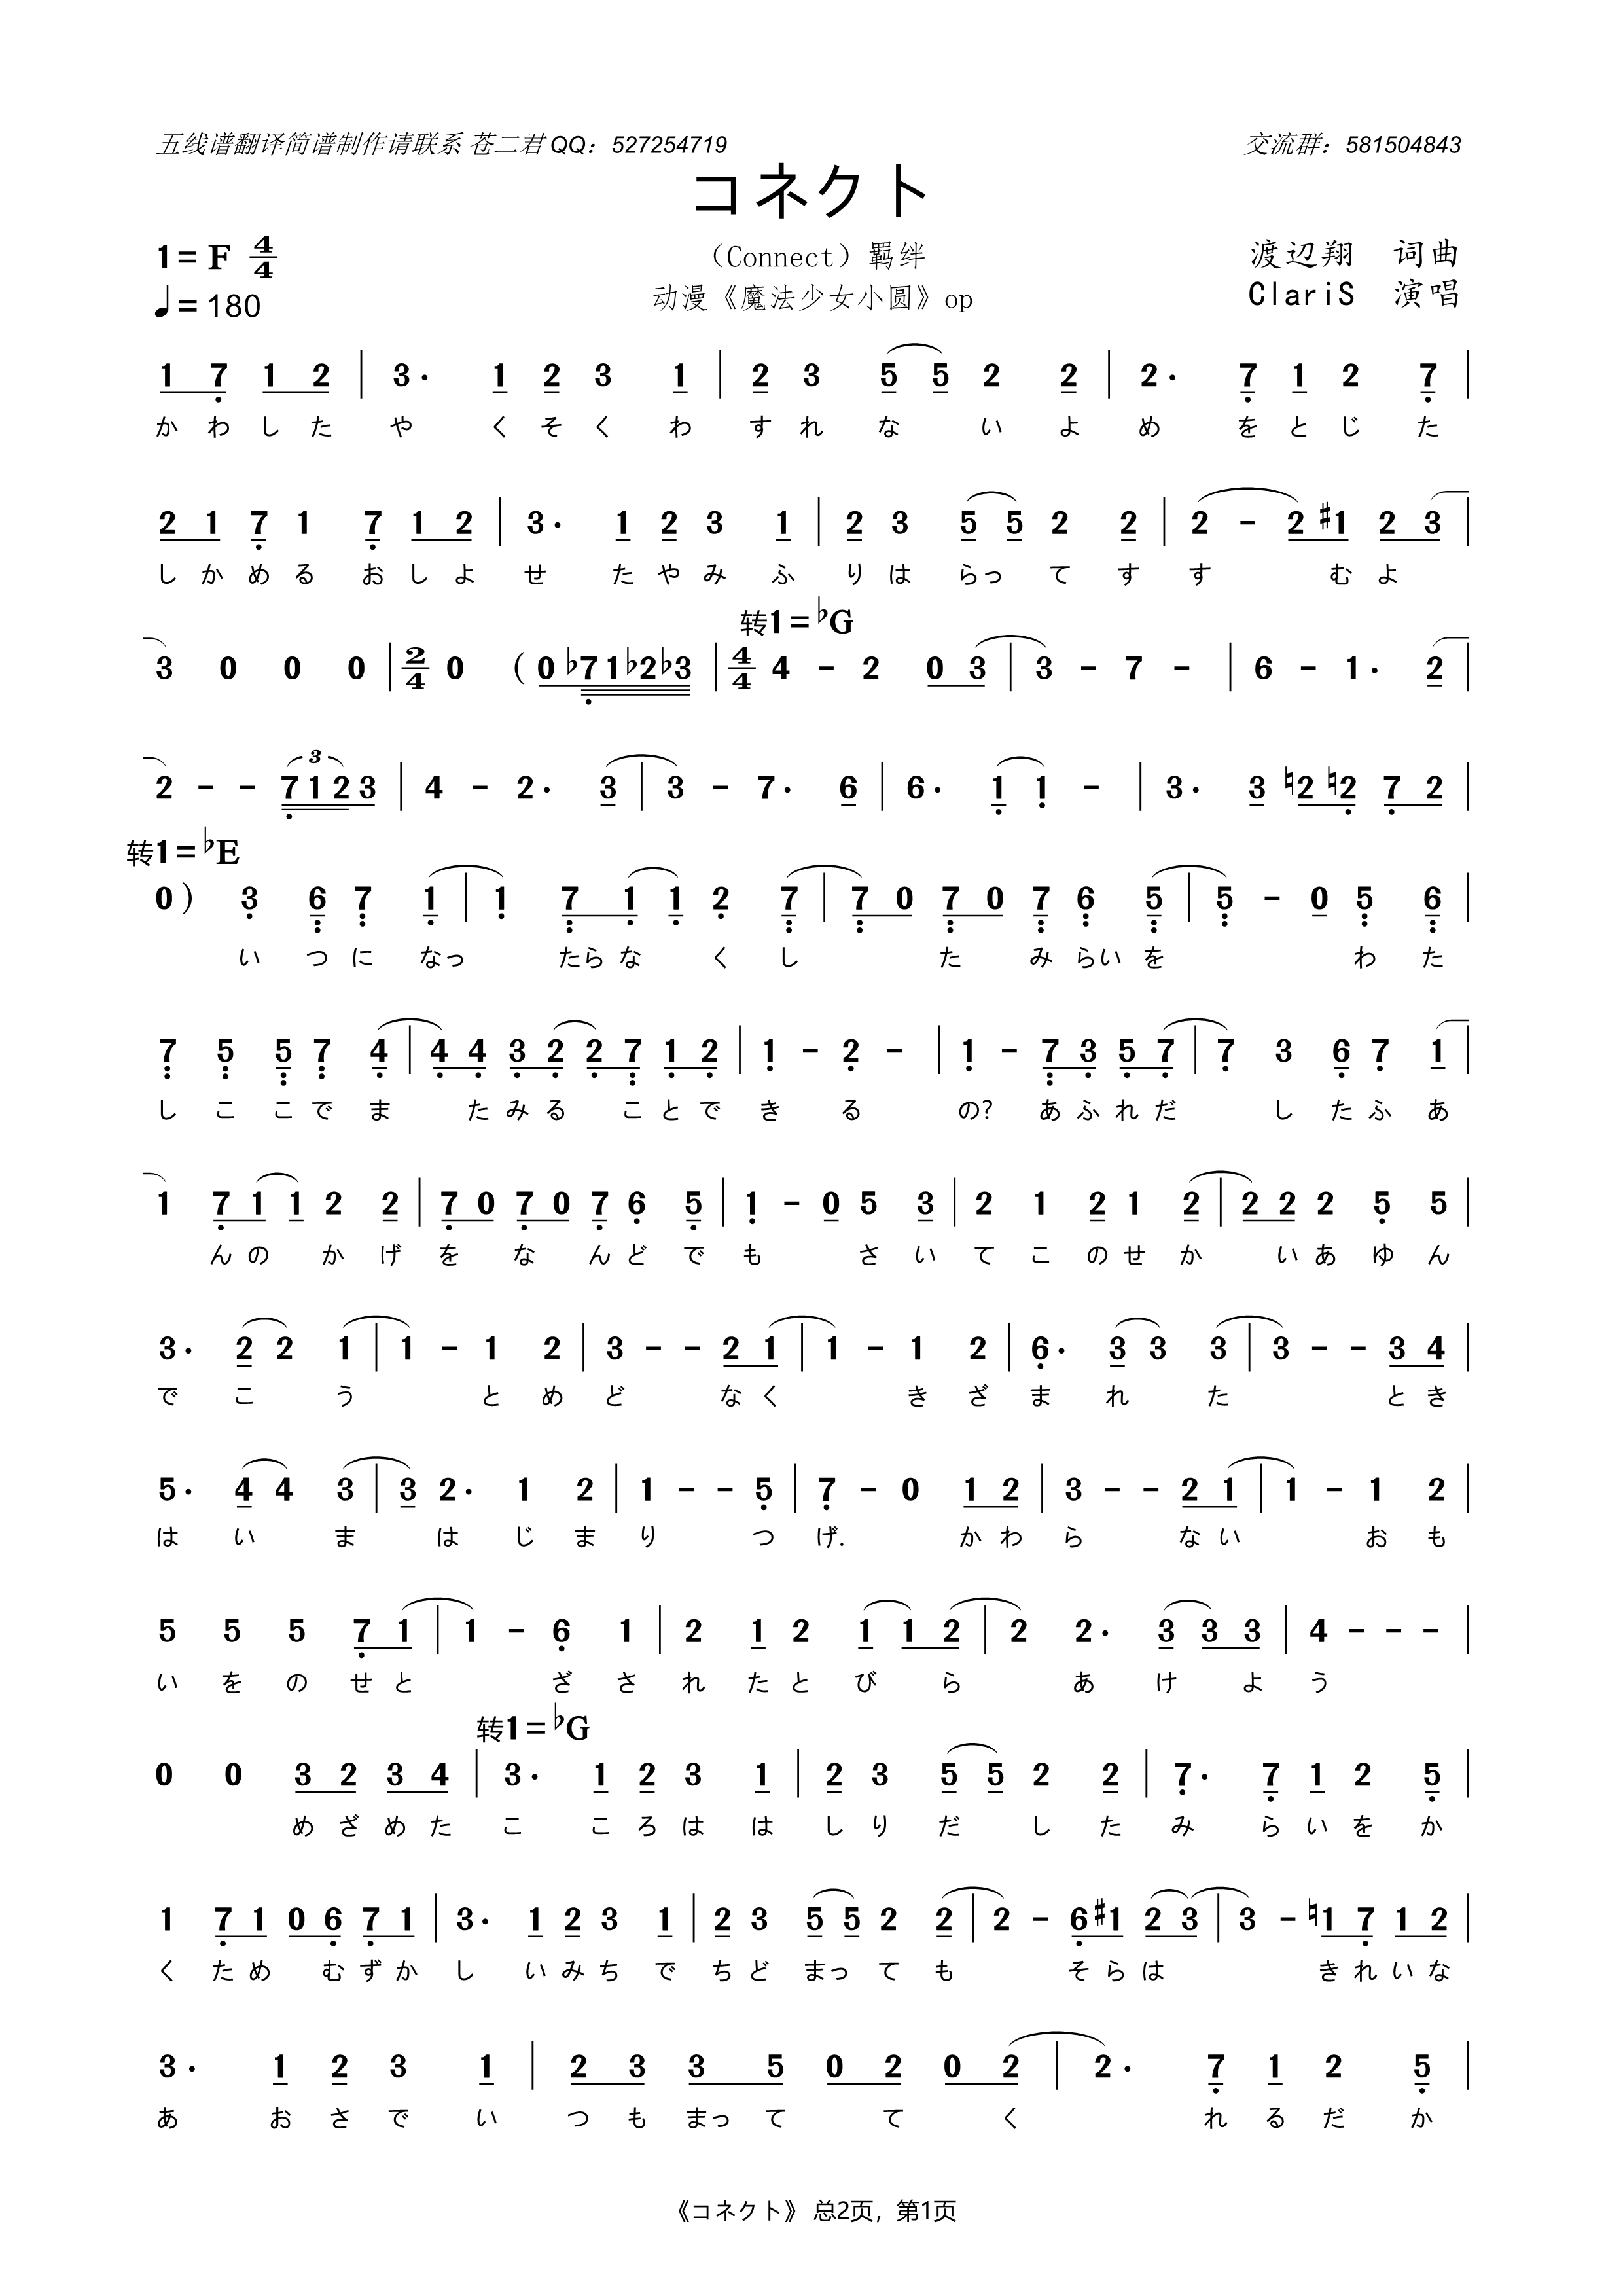 五线谱翻译简谱制作请联系 苍二君QQ：527254719 交流群：581504843
コネクト
1=F 4/4 （Connect）羁绊 渡辺翔 词曲
♩=180 动漫《魔法少女小圆》op ClariS 演唱
1 7 1 2 | 3· 1 2 3 1 | 2 3 5 5 2 2 | 2· 7 1 2 7 |
か わ し た や く そ く わ す れ な い よ め を と じ た
2 1 7 1 7 1 2 | 3· 1 2 3 1 | 2 3 5 5 2 2 | 2 - 2 #1 2 3 |
し か め る お し よ せ た や み ふ り は らっ て す す む よ
转1=♭G
3 0 0 0 | 2/4 0 （0 ♭7 1 ♭2 ♭3 | 4/4 4 - 2 0 3 | 3 - 7 - | 6 - 1· 2 |
2 - - 3 7 1 2 3 | 4 - 2· 3 | 3 - 7· 6 | 6· 1 1 - | 3· 3 ♮2 ♮2 7 2 |
转1=♭E
0） 3 6 7 1 | 1 7 1 1 2 7 | 7 0 7 0 7 6 5 | 5 - 0 5 6 |
い つ に なっ たら な く し た み らい を わ た
7 5 5 7 4 | 4 4 3 2 2 7 1 2 | 1 - 2 - | 1 - 7 3 5 7 | 7 3 6 7 1 |
し こ こ で ま た み る こ と で き る の? あ ふ れ だ し た ふ あ
1 7 1 1 2 2 | 7 0 7 0 7 6 5 | 1 - 0 5 3 | 2 1 2 1 2 | 2 2 2 5 5 |
ん の か げ を な ん ど で も さ い て こ の せ か い あ ゆ ん
3· 2 2 1 | 1 - 1 2 | 3 - - 2 1 | 1 - 1 2 | 6· 3 3 3 | 3 - - 3 4 |
で こ う と め ど な く き ざ ま れ た と き
5· 4 4 3 | 3 2· 1 2 | 1 - - 5 | 7 - 0 1 2 | 3 - - 2 1 | 1 - 1 2 |
は い ま は じ ま り つ げ. か わ ら な い お も
5 5 5 7 1 | 1 - 6 1 | 2 1 2 1 1 2 | 2 2· 3 3 3 | 4 - - - |
い を の せ と ざ さ れ た と び ら あ け よ う
转1=♭G
0 0 3 2 3 4 | 3· 1 2 3 1 | 2 3 5 5 2 2 | 7· 7 1 2 5 |
め ざ め た こ こ ろ は は し り だ し た み ら い を か
1 7 1 0 6 7 1 | 3· 1 2 3 1 | 2 3 5 5 2 2 | 2 - 6 #1 2 3 | 3 - ♮1 7 1 2 |
く た め む ず か し い み ち で ち ど まっ て も そ ら は き れ い な
3· 1 2 3 1 | 2 3 3 5 0 2 0 2 | 2· 7 1 2 5 |
あ お さ で い つ も まっ て て く れ る だ か
《コネクト》 总2页，第1页